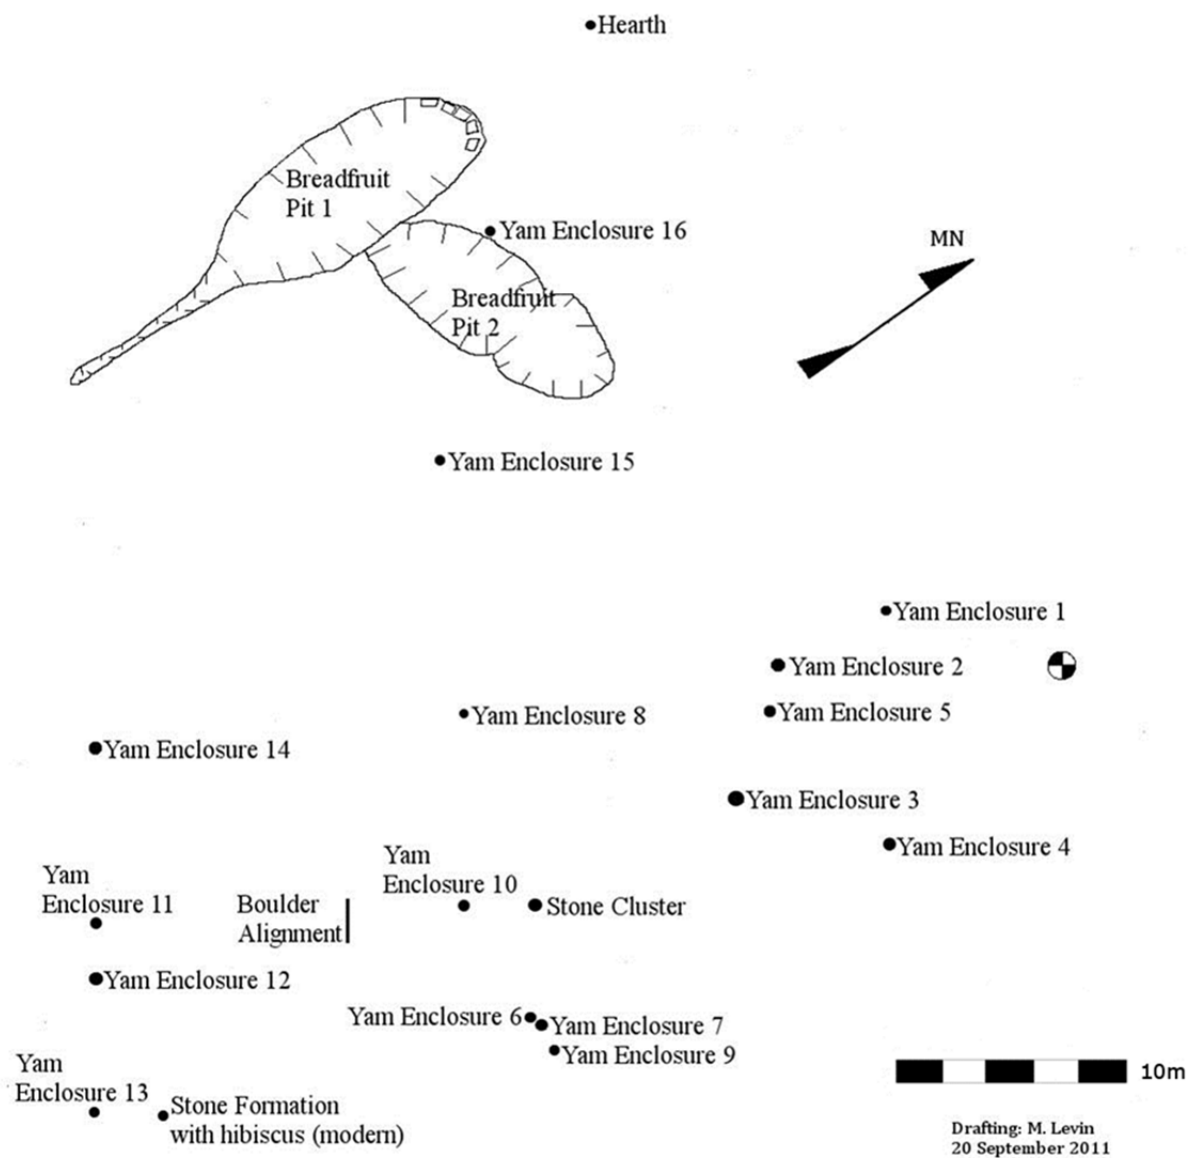 Hearth
Breadfruit
Pit 1
Yam Enclosure 16
MN
Breadfruit
Pit 2
Yam Enclosure 15
Yam Enclosure 1
Yam Enclosure 2
Yam Enclosure 5
Yam Enclosure 8
Yam Enclosure 14
Yam Enclosure 3
Yam Enclosure 4
Yam
Enclosure 10
Yam
Enclosure 11
Boulder
Alignment
Stone Cluster
Yam Enclosure 12
Yam Enclosure 6
Yam Enclosure 7
Yam Enclosure 9
Yam
Enclosure 13
Stone Formation
with hibiscus (modern)
10m
Drafting: M. Levin
20 September 2011